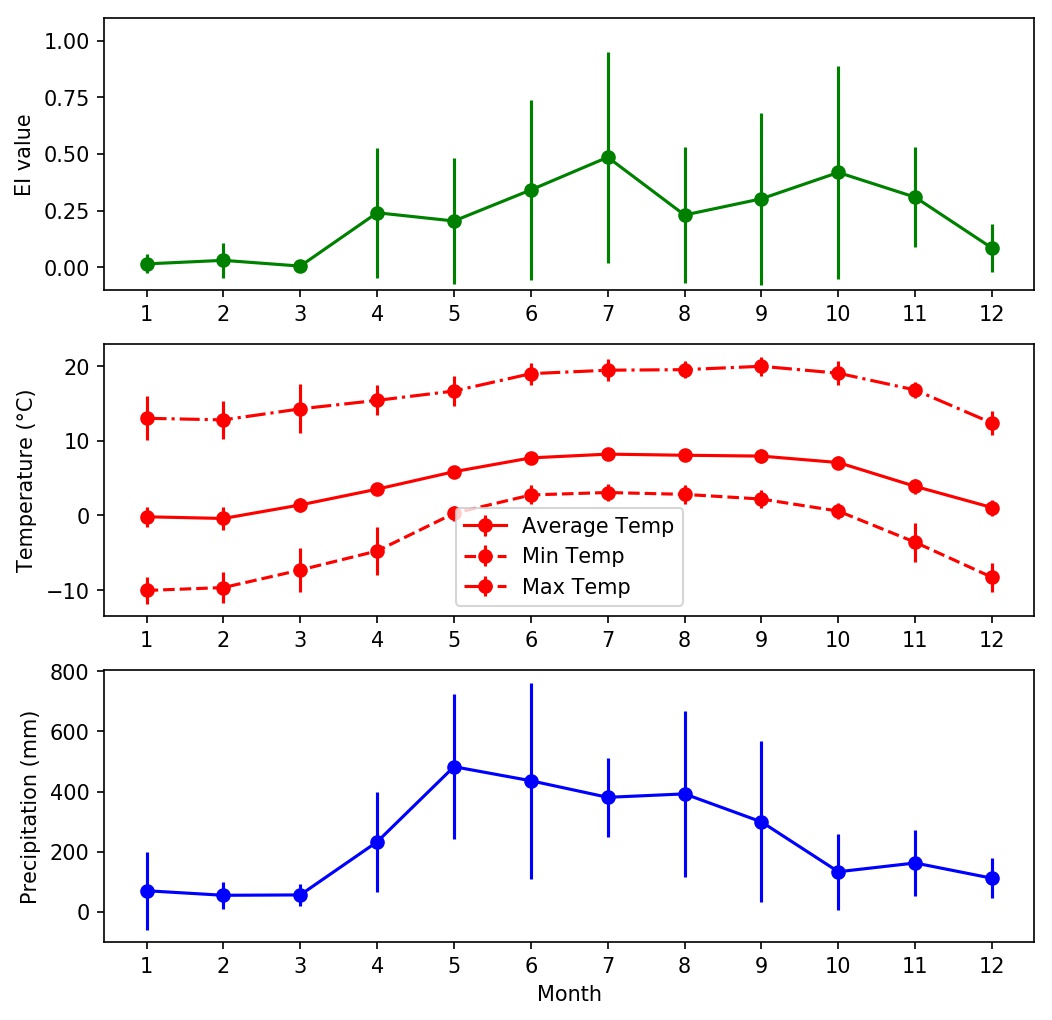 EI value
1.00
0.75
0.50
0.25
0.00
1 2 3 4 5 6 7 8 9 10 11 12
Temperature (°C)
20
10
0
−10
Average Temp
Min Temp
Max Temp
1 2 3 4 5 6 7 8 9 10 11 12
Precipitation (mm)
800
600
400
200
0
1 2 3 4 5 6 7 8 9 10 11 12
Month